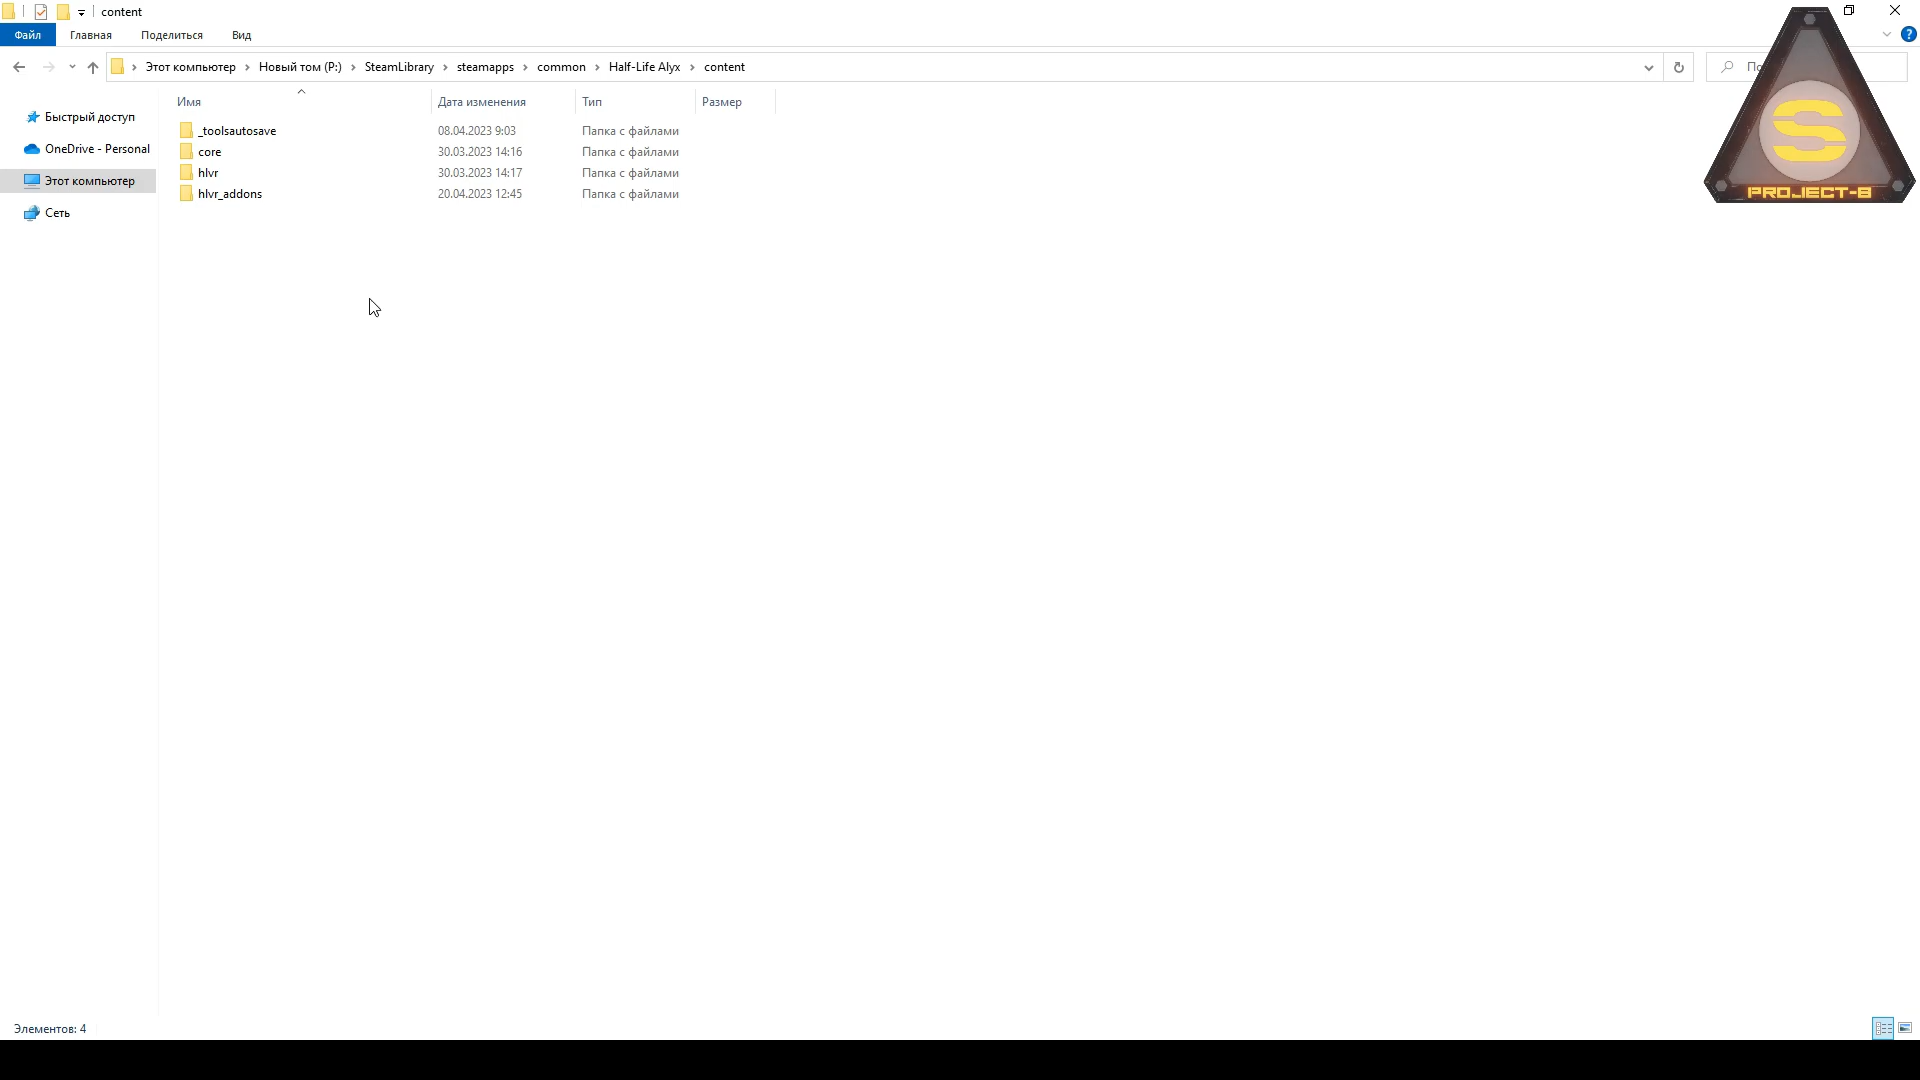 content
Файл Главная Поделиться Вид
Этот компьютер Новый том (P:) SteamLibrary steamapps common Half-Life Alyx content
Имя Дата изменения Тип Размер
Быстрый доступ
OneDrive - Personal
Этот компьютер
Сеть
_toolsautosave 08.04.2023 9:03 Папка с файлами
core 30.03.2023 14:16 Папка с файлами
hlvr 30.03.2023 14:17 Папка с файлами
hlvr_addons 20.04.2023 12:45 Папка с файлами
S
PROJECT-8
Элементов: 4